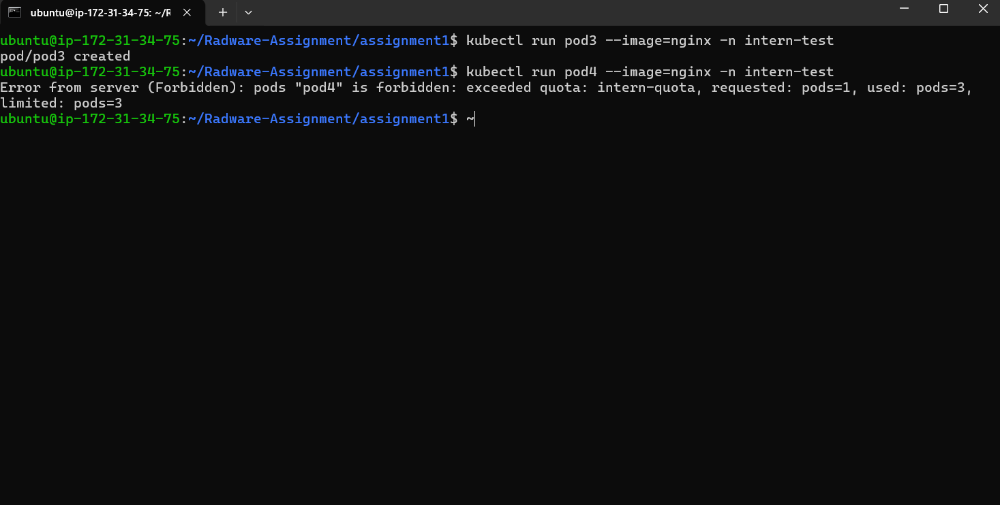 ubuntu@ip-172-31-34-75: ~/R
ubuntu@ip-172-31-34-75:~/Radware-Assignment/assignment1$ kubectl run pod3 --image=nginx -n intern-test
pod/pod3 created
ubuntu@ip-172-31-34-75:~/Radware-Assignment/assignment1$ kubectl run pod4 --image=nginx -n intern-test
Error from server (Forbidden): pods "pod4" is forbidden: exceeded quota: intern-quota, requested: pods=1, used: pods=3,
limited: pods=3
ubuntu@ip-172-31-34-75:~/Radware-Assignment/assignment1$ ~